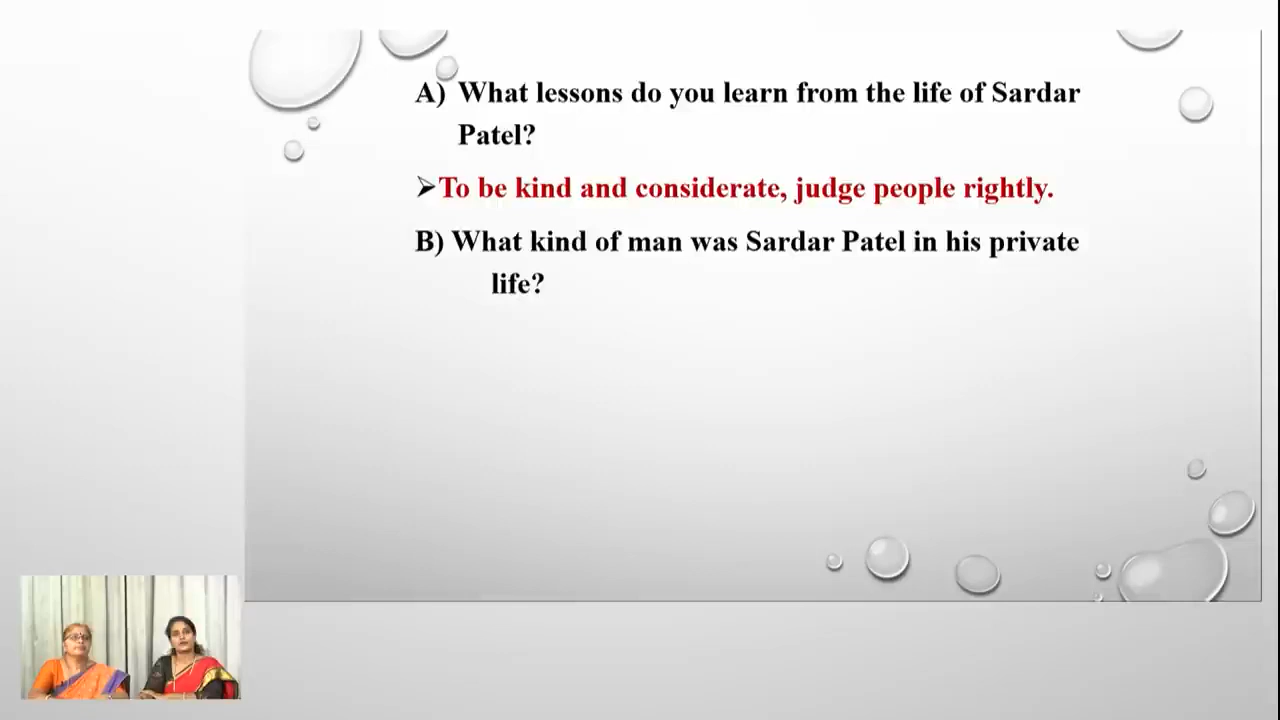 A) What lessons do you learn from the life of Sardar
Patel?
➢To be kind and considerate, judge people rightly.
B) What kind of man was Sardar Patel in his private
life?